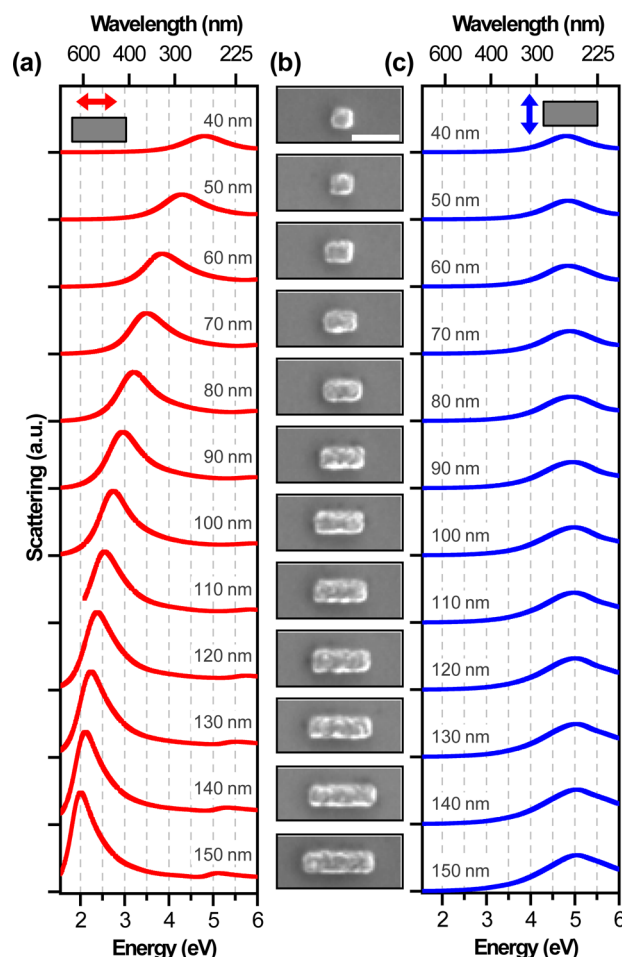 Wavelength (nm)
600 400 300 225
(a)
40 nm
50 nm
60 nm
70 nm
80 nm
90 nm
100 nm
110 nm
120 nm
130 nm
140 nm
150 nm
Scattering (a.u.)
2 3 4 5 6
Energy (eV)
(b)
Wavelength (nm)
600 300 225
(c)
40 nm
50 nm
60 nm
70 nm
80 nm
90 nm
100 nm
110 nm
120 nm
130 nm
140 nm
150 nm
2 3 4 5 6
Energy (eV)